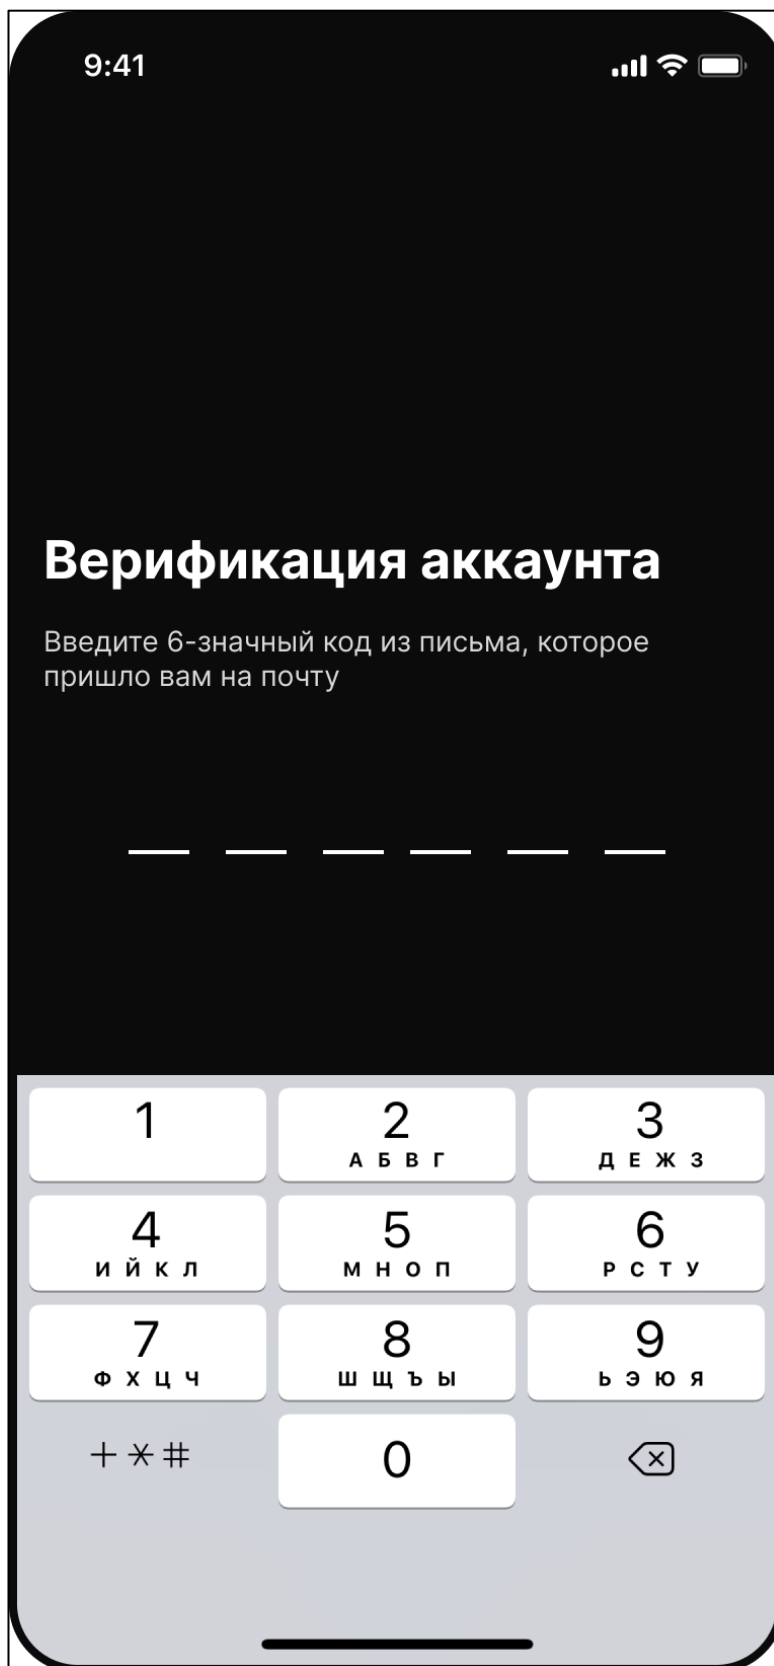 9:41
Верификация аккаунта
Введите 6-значный код из письма, которое
пришло вам на почту
1 2 3
А Б В Г Д Е Ж З
4 5 6
И Й К Л М Н О П Р С Т У
7 8 9
Ф Х Ц Ч Ш Щ Ъ Ы Ь Э Ю Я
+*# 0